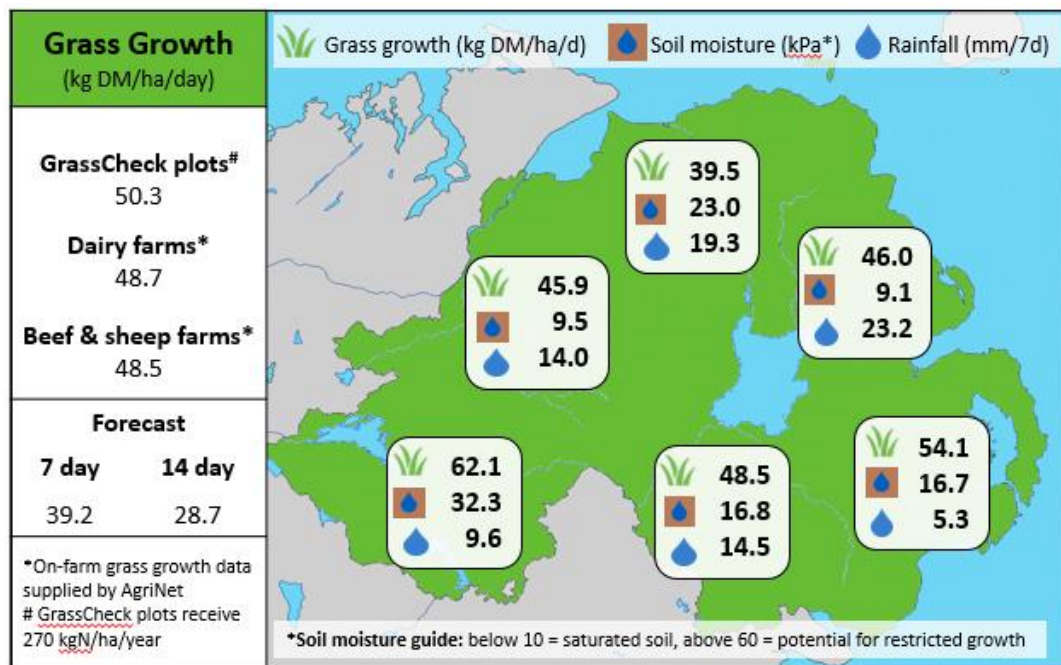 Grass Growth
(kg DM/ha/day)
GrassCheck plots#
50.3
Dairy farms*
48.7
Beef & sheep farms*
48.5
Forecast
7 day 14 day
39.2 28.7
*On-farm grass growth data
supplied by AgriNet
# GrassCheck plots receive
270 kgN/ha/year
Grass growth (kg DM/ha/d) Soil moisture (kPa*) Rainfall (mm/7d)
39.5
23.0
19.3
46.0
9.1
23.2
45.9
9.5
14.0
62.1
32.3
9.6
48.5
16.8
14.5
54.1
16.7
5.3
*Soil moisture guide: below 10 = saturated soil, above 60 = potential for restricted growth